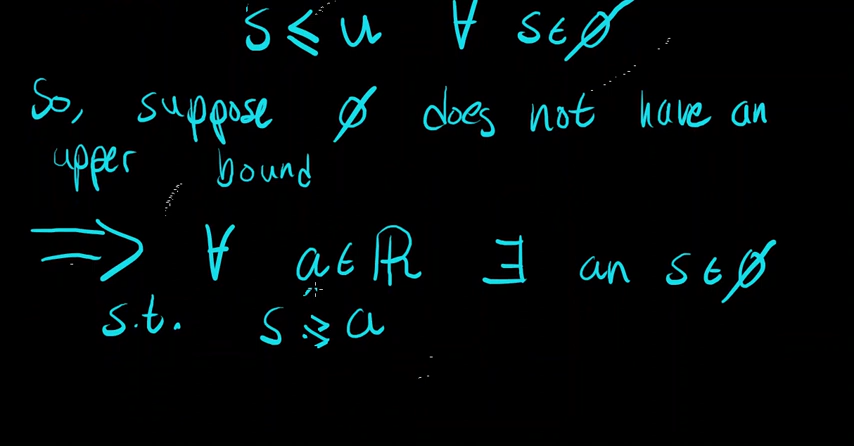 s ≤ u ∀ s ∈ ∅
So, suppose ∅ does not have an
upper bound
⟹ ∀ a ∈ ℝ ∃ an s ∈ ∅
s.t. s ⩾ a